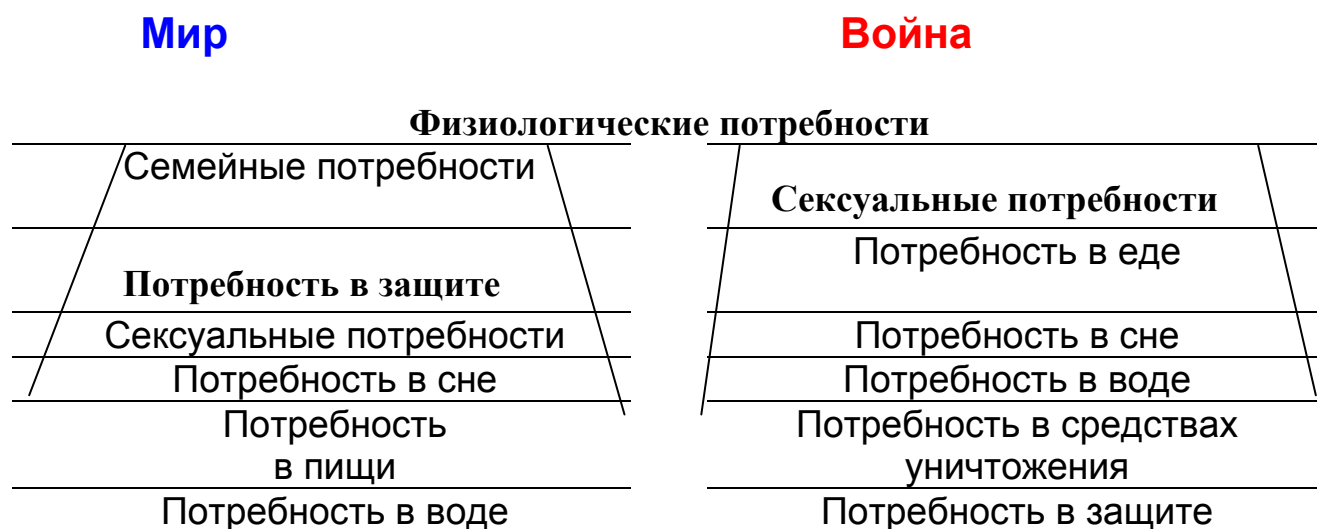 Мир
Война
Физиологические потребности
Семейные потребности
Потребность в защите
Сексуальные потребности
Потребность в сне
Потребность
в пищи
Потребность в воде
Сексуальные потребности
Потребность в еде
Потребность в сне
Потребность в воде
Потребность в средствах
уничтожения
Потребность в защите